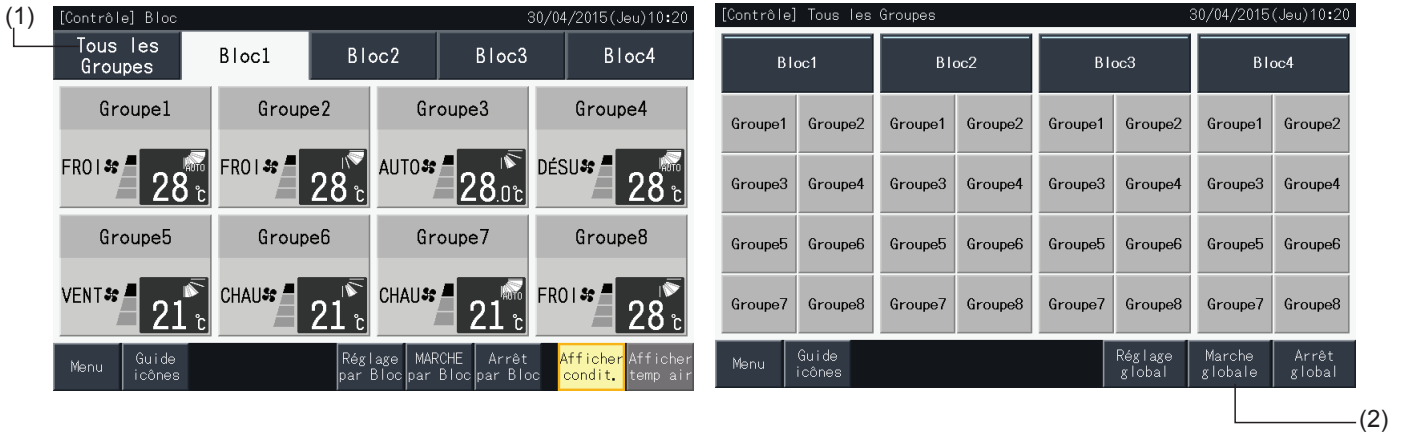 (1)
[Contrôle] Bloc 30/04/2015(Jeu)10:20
Tous les
Groupes
Bloc1 Bloc2 Bloc3 Bloc4
Groupe1 Groupe2 Groupe3 Groupe4
FROI AUTO 28 °C FROI 28 °C AUTO 28.0°C DÉSU AUTO 28 °C
Groupe5 Groupe6 Groupe7 Groupe8
VENT 21 °C CHAU 21 °C CHAU AUTO 21 °C FROI 28 °C
Menu
Guide
icônes
Réglage
par Bloc
MARCHE
par Bloc
Arrêt
par Bloc
Afficher
condit.
Afficher
temp air
[Contrôle] Tous les Groupes 30/04/2015(Jeu)10:20
Bloc1 Bloc2 Bloc3 Bloc4
Groupe1 Groupe2 Groupe1 Groupe2 Groupe1 Groupe2 Groupe1 Groupe2
Groupe3 Groupe4 Groupe3 Groupe4 Groupe3 Groupe4 Groupe3 Groupe4
Groupe5 Groupe6 Groupe5 Groupe6 Groupe5 Groupe6 Groupe5 Groupe6
Groupe7 Groupe8 Groupe7 Groupe8 Groupe7 Groupe8 Groupe7 Groupe8
Menu
Guide
icônes
Réglage
global
Marche
globale
Arrêt
global
(2)